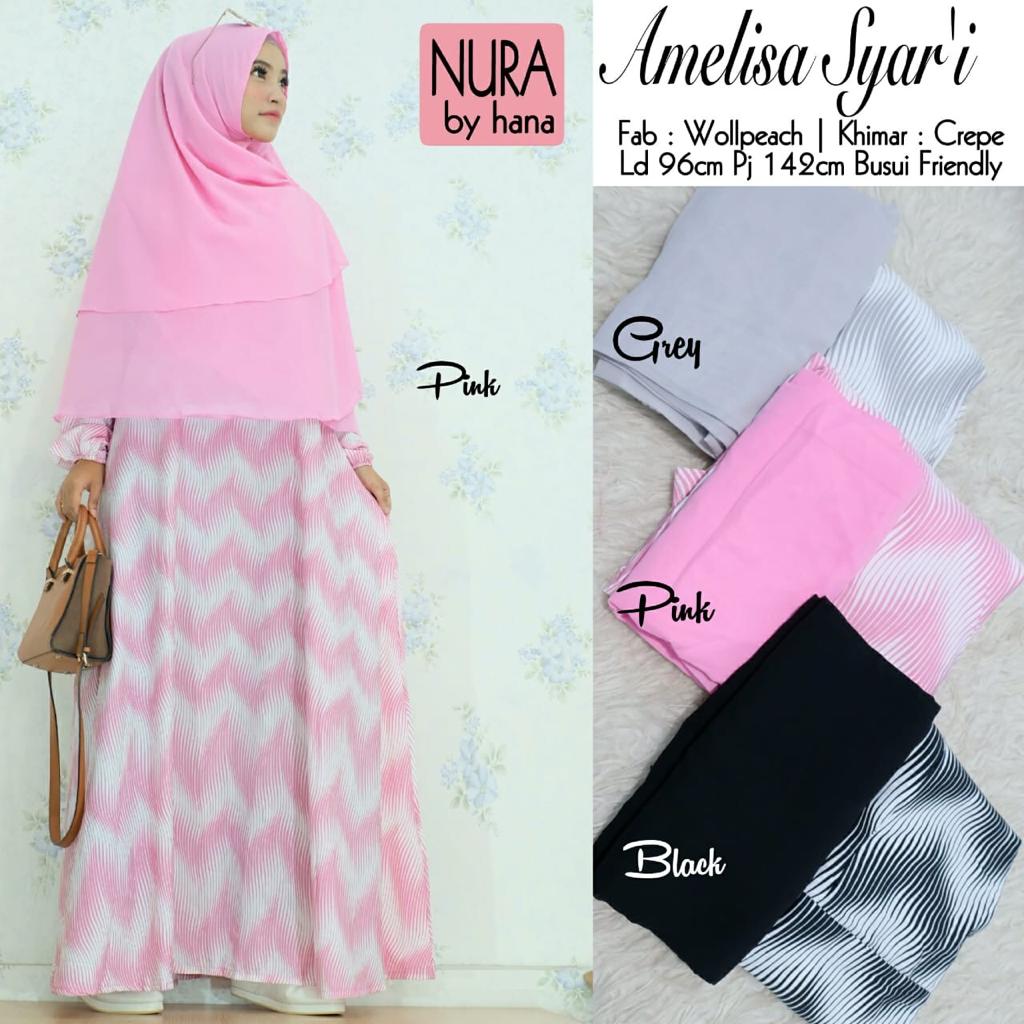 NURA
by hana
Amelisa Syar'i
Fab : Wollpeach | Khimar : Crepe
Ld 96cm Pj 142cm Busui Friendly
Pink
Grey
Pink
Black